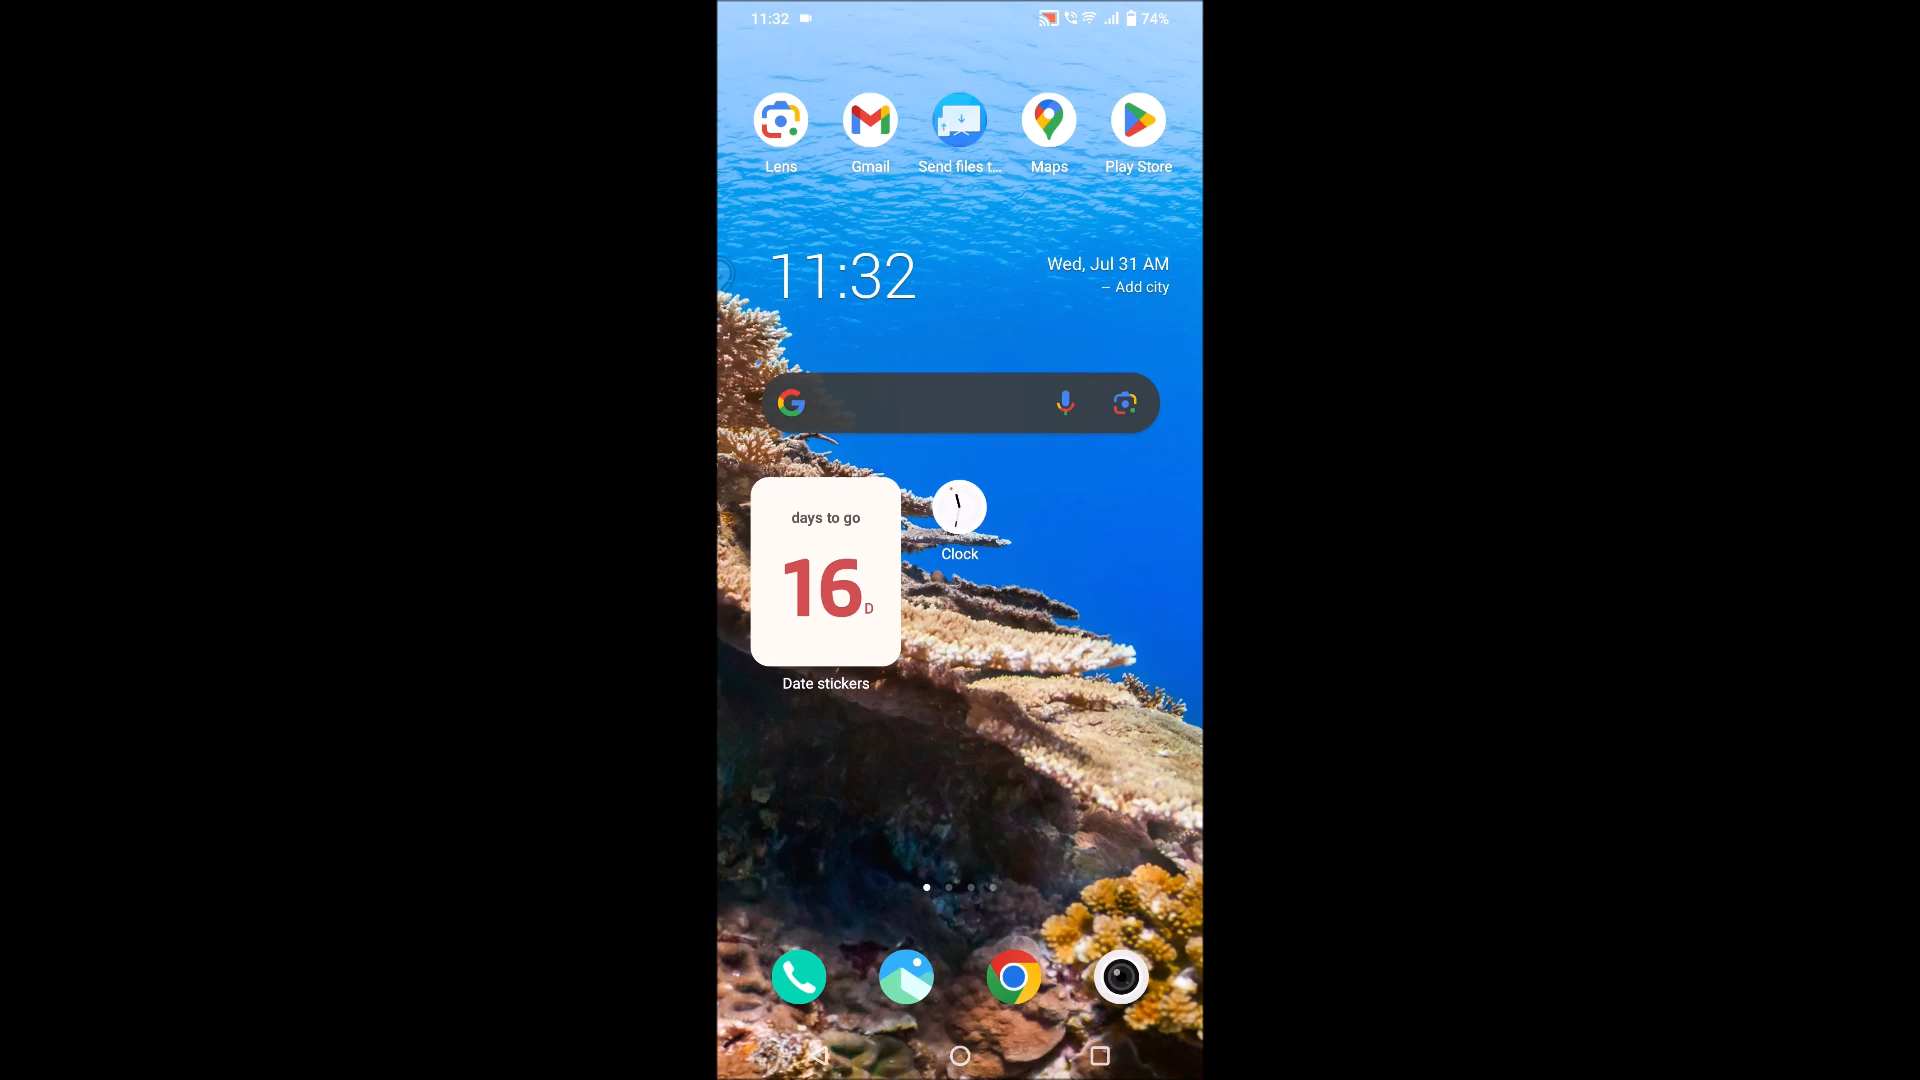 11:32
74%
Lens
Gmail
Send files t...
Maps
Play Store
11:32
Wed, Jul 31 AM
-- Add city
days to go
16 D
Clock
Date stickers